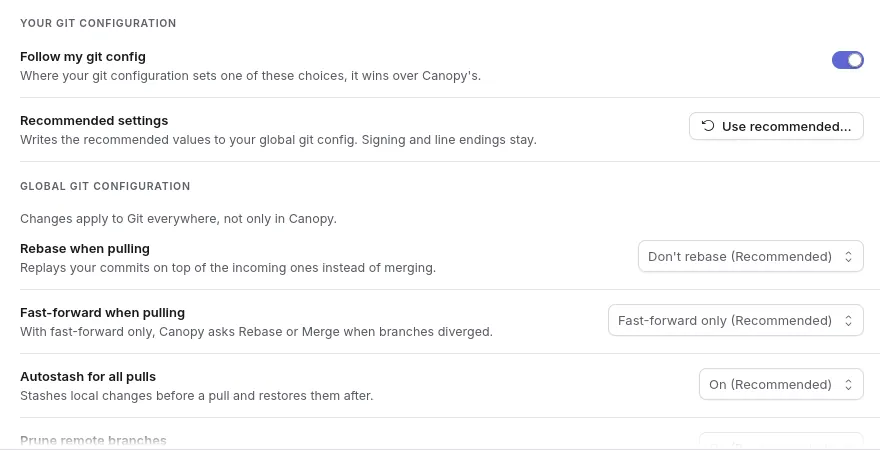 YOUR GIT CONFIGURATION
Follow my git config
Where your git configuration sets one of these choices, it wins over Canopy's.
Recommended settings
Writes the recommended values to your global git config. Signing and line endings stay.
Use recommended...
GLOBAL GIT CONFIGURATION
Changes apply to Git everywhere, not only in Canopy.
Rebase when pulling
Replays your commits on top of the incoming ones instead of merging.
Don't rebase (Recommended)
Fast-forward when pulling
With fast-forward only, Canopy asks Rebase or Merge when branches diverged.
Fast-forward only (Recommended)
Autostash for all pulls
Stashes local changes before a pull and restores them after.
On (Recommended)
Prune remote branches